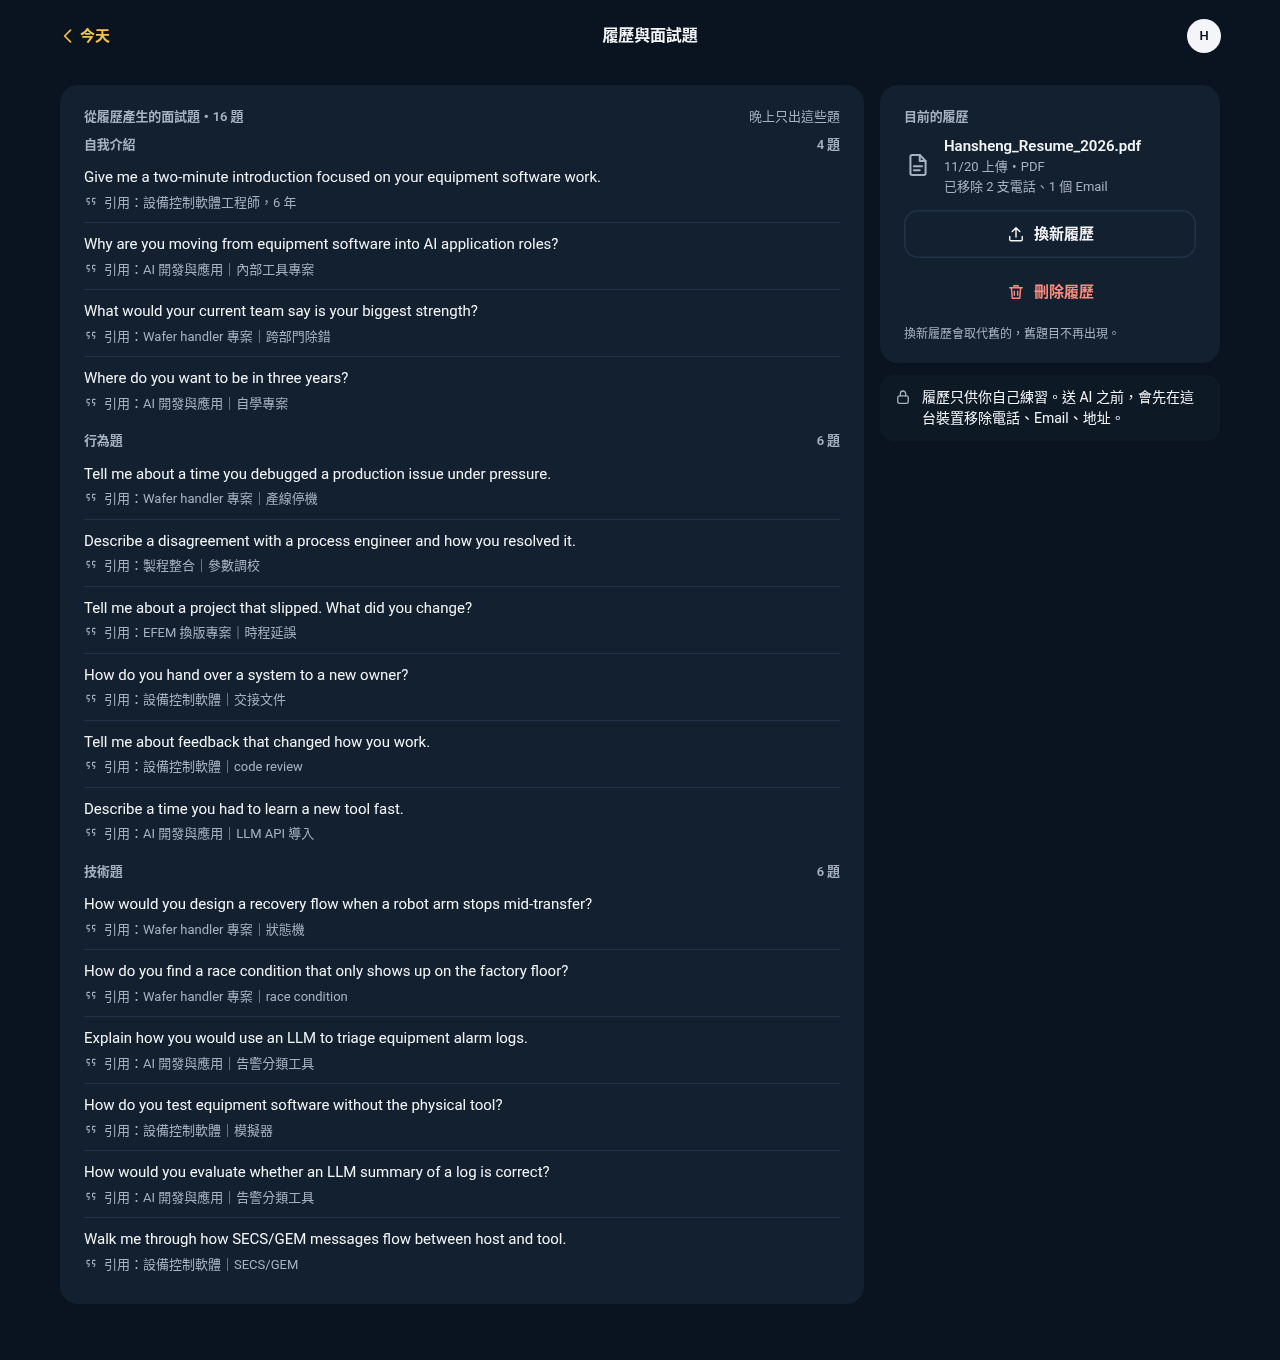 今天
履歷與面試題
H
從履歷產生的面試題・16 題
晚上只出這些題
自我介紹
4 題
Give me a two-minute introduction focused on your equipment software work.
引用：設備控制軟體工程師，6 年
Why are you moving from equipment software into AI application roles?
引用：AI 開發與應用｜內部工具專案
What would your current team say is your biggest strength?
引用：Wafer handler 專案｜跨部門除錯
Where do you want to be in three years?
引用：AI 開發與應用｜自學專案
行為題
6 題
Tell me about a time you debugged a production issue under pressure.
引用：Wafer handler 專案｜產線停機
Describe a disagreement with a process engineer and how you resolved it.
引用：製程整合｜參數調校
Tell me about a project that slipped. What did you change?
引用：EFEM 換版專案｜時程延誤
How do you hand over a system to a new owner?
引用：設備控制軟體｜交接文件
Tell me about feedback that changed how you work.
引用：設備控制軟體｜code review
Describe a time you had to learn a new tool fast.
引用：AI 開發與應用｜LLM API 導入
技術題
6 題
How would you design a recovery flow when a robot arm stops mid-transfer?
引用：Wafer handler 專案｜狀態機
How do you find a race condition that only shows up on the factory floor?
引用：Wafer handler 專案｜race condition
Explain how you would use an LLM to triage equipment alarm logs.
引用：AI 開發與應用｜告警分類工具
How do you test equipment software without the physical tool?
引用：設備控制軟體｜模擬器
How would you evaluate whether an LLM summary of a log is correct?
引用：AI 開發與應用｜告警分類工具
Walk me through how SECS/GEM messages flow between host and tool.
引用：設備控制軟體｜SECS/GEM
目前的履歷
Hansheng_Resume_2026.pdf
11/20 上傳・PDF
已移除 2 支電話、1 個 Email
換新履歷
刪除履歷
換新履歷會取代舊的，舊題目不再出現。
履歷只供你自己練習。送 AI 之前，會先在這
台裝置移除電話、Email、地址。